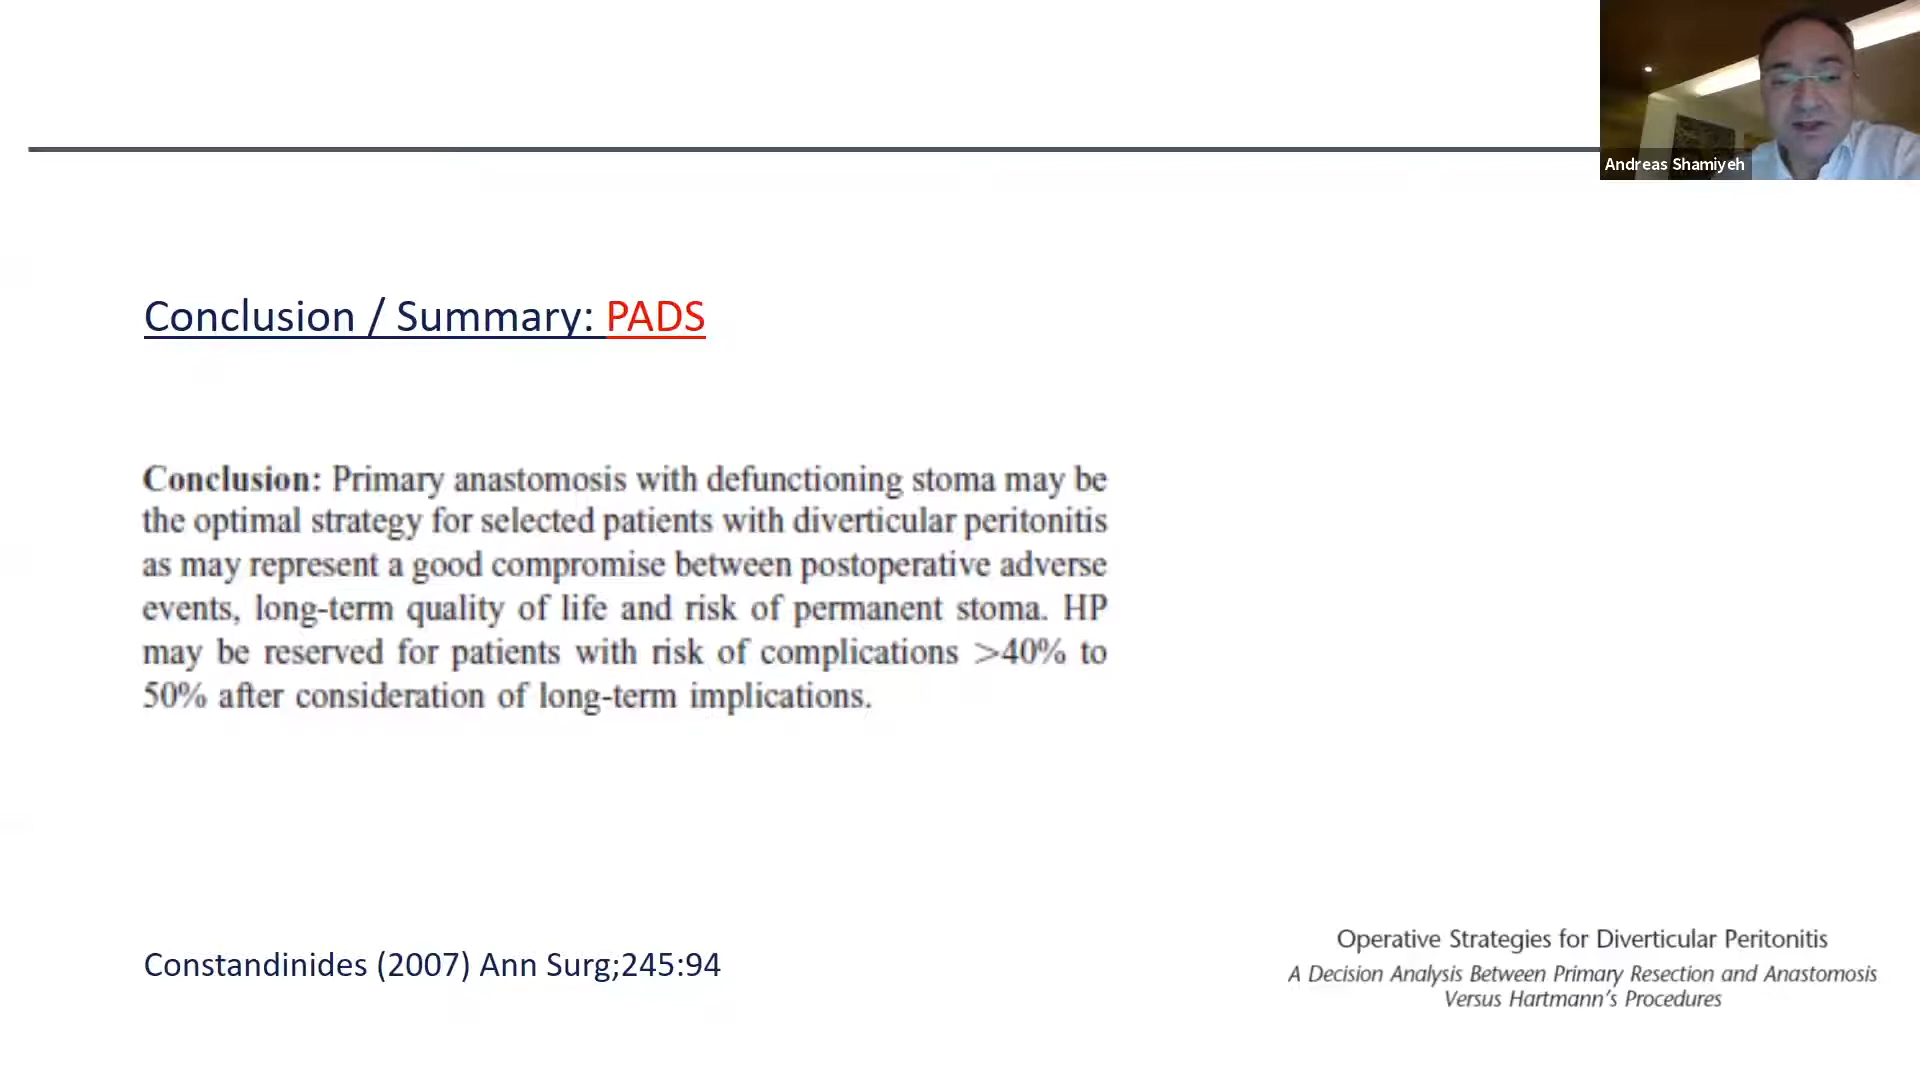 Andreas Shamiyeh
Conclusion / Summary: PADS
Conclusion: Primary anastomosis with defunctioning stoma may be
the optimal strategy for selected patients with diverticular peritonitis
as may represent a good compromise between postoperative adverse
events, long-term quality of life and risk of permanent stoma. HP
may be reserved for patients with risk of complications >40% to
50% after consideration of long-term implications.
Constandinides (2007) Ann Surg;245:94
Operative Strategies for Diverticular Peritonitis
A Decision Analysis Between Primary Resection and Anastomosis
Versus Hartmann's Procedures